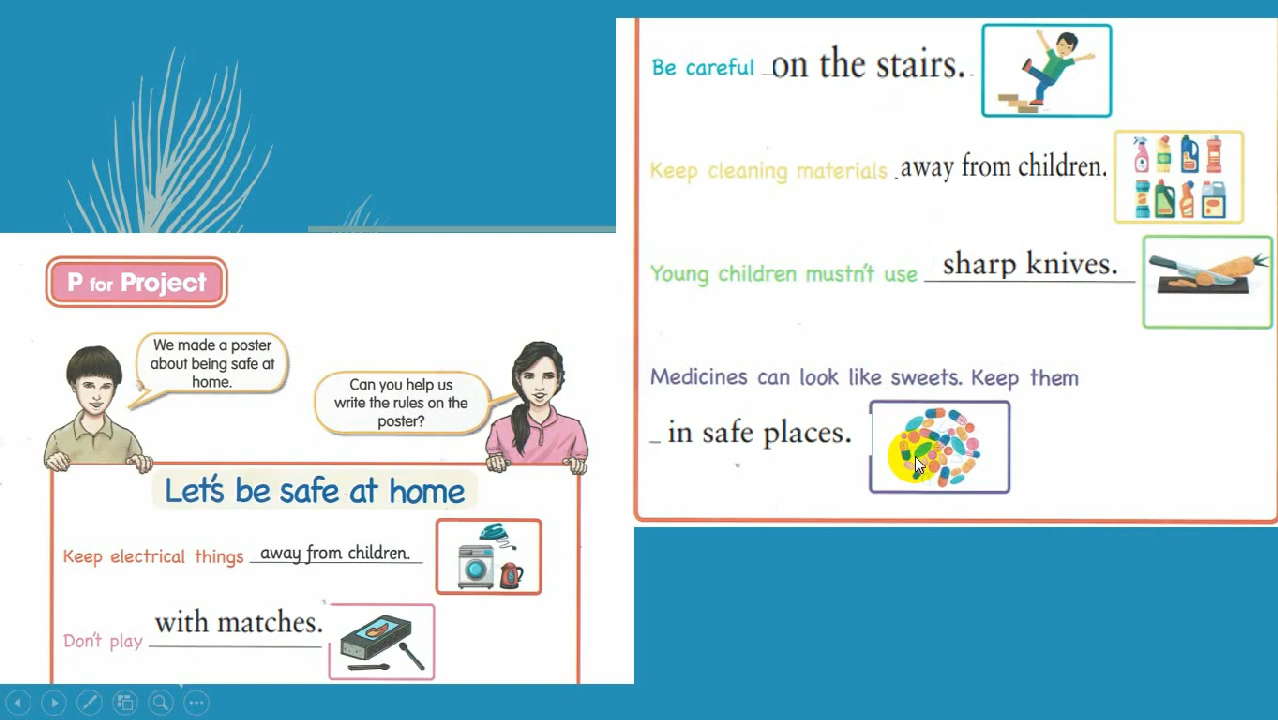 P for Project
We made a poster
about being safe at
home.
Can you help us
write the rules on the
poster?
Let's be safe at home
Keep electrical things away from children.
Don't play with matches.
Be careful on the stairs.
Keep cleaning materials away from children.
Young children mustn't use sharp knives.
Medicines can look like sweets. Keep them
in safe places.